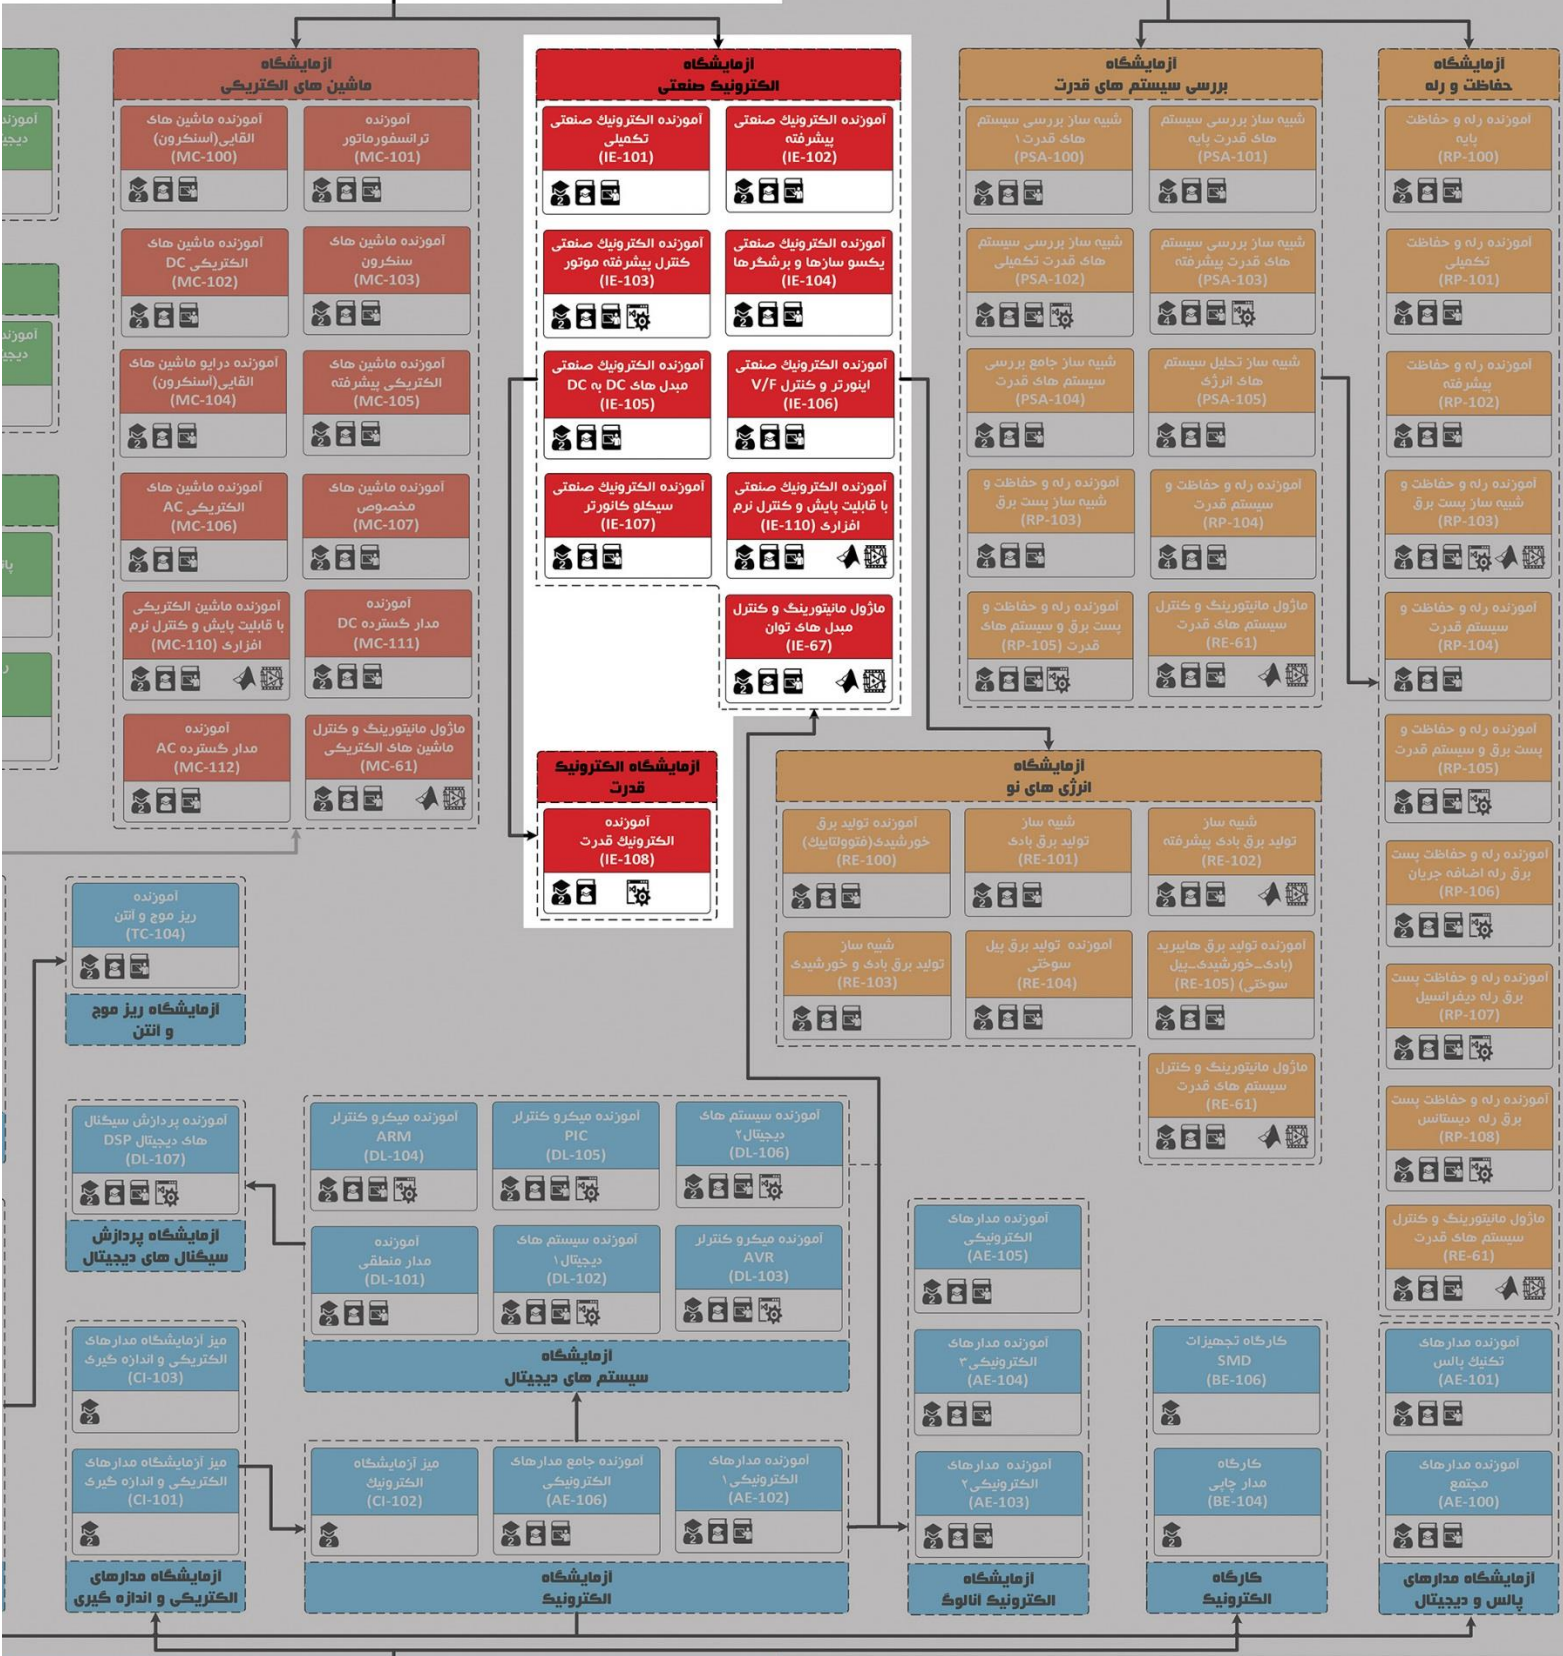 آزمایشگاه
ماشین های الکتریکی
آموزنده ماشین های
القایی(آسنکرون)
(MC-100)
آموزنده
ترانسفورماتور
(MC-101)
آموزنده ماشین های
الکتریکی DC
(MC-102)
آموزنده ماشین های
سنکرون
(MC-103)
آموزنده درایو ماشین های
القایی(آسنکرون)
(MC-104)
آموزنده ماشین های
الکتریکی پیشرفته
(MC-105)
آموزنده ماشین های
الکتریکی AC
(MC-106)
آموزنده ماشین های
مخصوص
(MC-107)
آموزنده ماشین الکتریکی
با قابلیت پایش و کنترل نرم
افزاری (MC-110)
آموزنده
مدار گسترده DC
(MC-111)
آموزنده
مدار گسترده AC
(MC-112)
ماژول مانیتورینگ و کنترل
ماشین های الکتریکی
(MC-61)
آزمایشگاه
الکترونیک صنعتی
آموزنده الکترونیک صنعتی
تکمیلی
(IE-101)
آموزنده الکترونیک صنعتی
پیشرفته
(IE-102)
آموزنده الکترونیک صنعتی
کنترل پیشرفته موتور
(IE-103)
آموزنده الکترونیک صنعتی
یکسو سازها و برشگرها
(IE-104)
آموزنده الکترونیک صنعتی
مبدل های DC به DC
(IE-105)
آموزنده الکترونیک صنعتی
اینورتر و کنترل V/F
(IE-106)
آموزنده الکترونیک صنعتی
سیکلو کانورتر
(IE-107)
آموزنده الکترونیک صنعتی
با قابلیت پایش و کنترل نرم
افزاری (IE-110)
ماژول مانیتورینگ و کنترل
مبدل های توان
(IE-67)
آزمایشگاه الکترونیک
قدرت
آموزنده
الکترونیک قدرت
(IE-108)
آزمایشگاه
بررسی سیستم های قدرت
شبیه ساز بررسی سیستم
های قدرت ۱
(PSA-100)
شبیه ساز بررسی سیستم
های قدرت پایه
(PSA-101)
شبیه ساز بررسی سیستم
های قدرت تکمیلی
(PSA-102)
شبیه ساز بررسی سیستم
های قدرت پیشرفته
(PSA-103)
شبیه ساز جامع بررسی
سیستم های قدرت
(PSA-104)
شبیه ساز تحلیل سیستم
های انرژی
(PSA-105)
آموزنده رله و حفاظت و
شبیه ساز پست برق
(RP-103)
آموزنده رله و حفاظت و
سیستم قدرت
(RP-104)
آموزنده رله و حفاظت و
پست برق و سیستم های
قدرت (RP-105)
ماژول مانیتورینگ و کنترل
سیستم های قدرت
(RE-61)
آزمایشگاه
حفاظت و رله
آموزنده رله و حفاظت
پایه
(RP-100)
آموزنده رله و حفاظت
تکمیلی
(RP-101)
آموزنده رله و حفاظت
پیشرفته
(RP-102)
آموزنده رله و حفاظت و
شبیه ساز پست برق
(RP-103)
آموزنده رله و حفاظت و
سیستم قدرت
(RP-104)
آموزنده رله و حفاظت و
پست برق و سیستم قدرت
(RP-105)
آموزنده رله و حفاظت پست
برق رله اضافه جریان
(RP-106)
آموزنده رله و حفاظت پست
برق رله دیفرانسیل
(RP-107)
آموزنده رله و حفاظت پست
برق رله دیستانس
(RP-108)
ماژول مانیتورینگ و کنترل
سیستم های قدرت
(RE-61)
آزمایشگاه
انرژی های نو
آموزنده تولید برق
خورشیدی(فتوولتاییک)
(RE-100)
شبیه ساز
تولید برق بادی
(RE-101)
شبیه ساز
تولید برق بادی پیشرفته
(RE-102)
شبیه ساز
تولید برق بادی و خورشیدی
(RE-103)
آموزنده تولید برق پیل
سوختی
(RE-104)
آموزنده تولید برق هایبرید
(بادی_خورشیدی_پیل
سوختی) (RE-105)
ماژول مانیتورینگ و کنترل
سیستم های قدرت
(RE-61)
آموزنده
ریز موج و آنتن
(TC-104)
آزمایشگاه ریز موج
و آنتن
آموزنده پردازش سیگنال
های دیجیتال DSP
(DL-107)
آزمایشگاه پردازش
سیگنال های دیجیتال
آموزنده میکرو کنترلر
ARM
(DL-104)
آموزنده میکرو کنترلر
PIC
(DL-105)
آموزنده سیستم های
دیجیتال۲
(DL-106)
آموزنده
مدار منطقی
(DL-101)
آموزنده سیستم های
دیجیتال۱
(DL-102)
آموزنده میکرو کنترلر
AVR
(DL-103)
آزمایشگاه
سیستم های دیجیتال
میز آزمایشگاه مدارهای
الکتریکی و اندازه گیری
(CI-103)
میز آزمایشگاه مدارهای
الکتریکی و اندازه گیری
(CI-101)
آزمایشگاه مدارهای
الکتریکی و اندازه گیری
میز آزمایشگاه
الکترونیک
(CI-102)
آموزنده جامع مدارهای
الکترونیکی
(AE-106)
آموزنده مدارهای
الکترونیکی۱
(AE-102)
آزمایشگاه
الکترونیک
آموزنده مدارهای
الکترونیکی
(AE-105)
آموزنده مدارهای
الکترونیکی۳
(AE-104)
آموزنده مدارهای
الکترونیکی۲
(AE-103)
آزمایشگاه
الکترونیک آنالوگ
کارگاه تجهیزات
SMD
(BE-106)
کارگاه
مدار چاپی
(BE-104)
کارگاه
الکترونیک
آموزنده مدارهای
تکنیک پالس
(AE-101)
آموزنده مدارهای
مجتمع
(AE-100)
آزمایشگاه مدارهای
پالس و دیجیتال